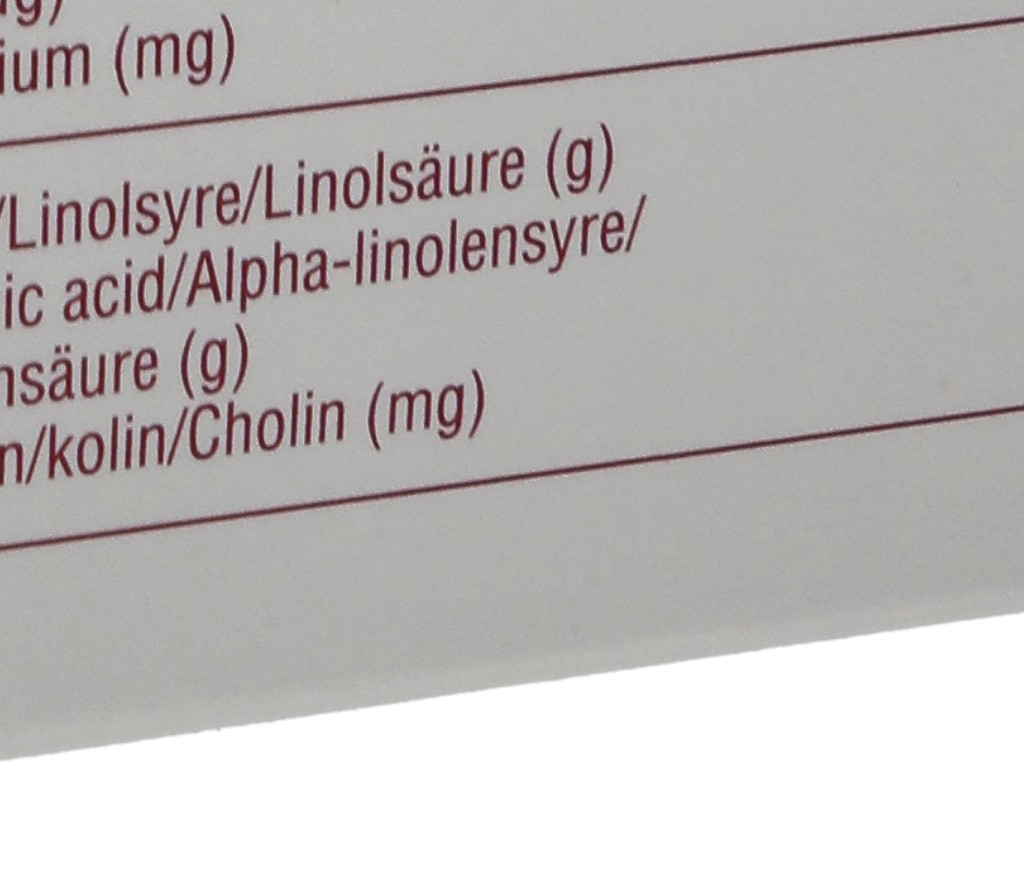 ium (mg)
/Linolsyre/Linolsäure (g)
ic acid/Alpha-linolensyre/
nsäure (g)
n/kolin/Cholin (mg)